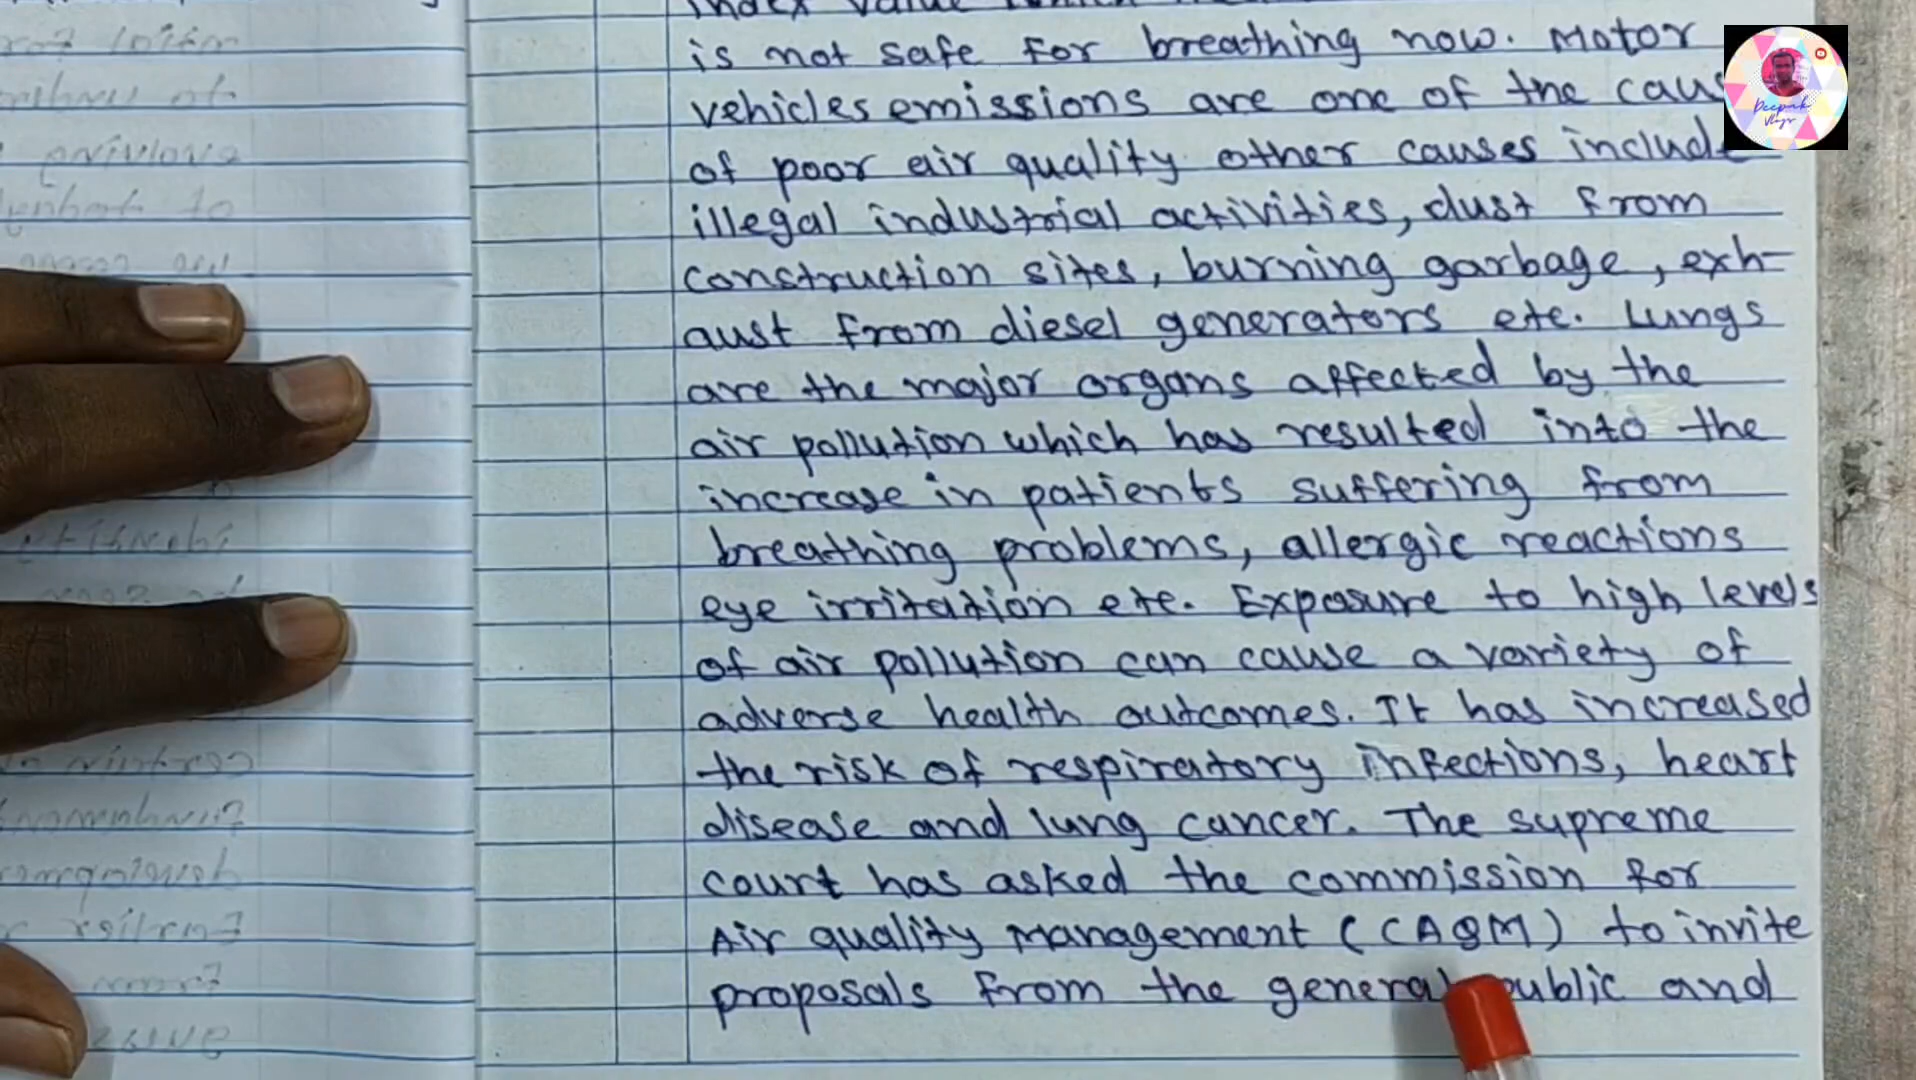 index value which
is not safe for breathing now. Motor
vehicles emissions are one of the caus
of poor air quality. other causes include
illegal industrial activities, dust from
construction sites, burning garbage, exh-
aust from diesel generators etc. Lungs
are the major organs affected by the
air pollution which has resulted into the
increase in patients suffering from
breathing problems, allergic reactions
eye irritation etc. Exposure to high levels
of air pollution can cause a variety of
adverse health outcomes. It has increased
the risk of respiratory infections, heart
disease and lung cancer. The supreme
court has asked the commission for
Air quality Management (CAQM) to invite
proposals from the general public and
Deepak
Vlogs